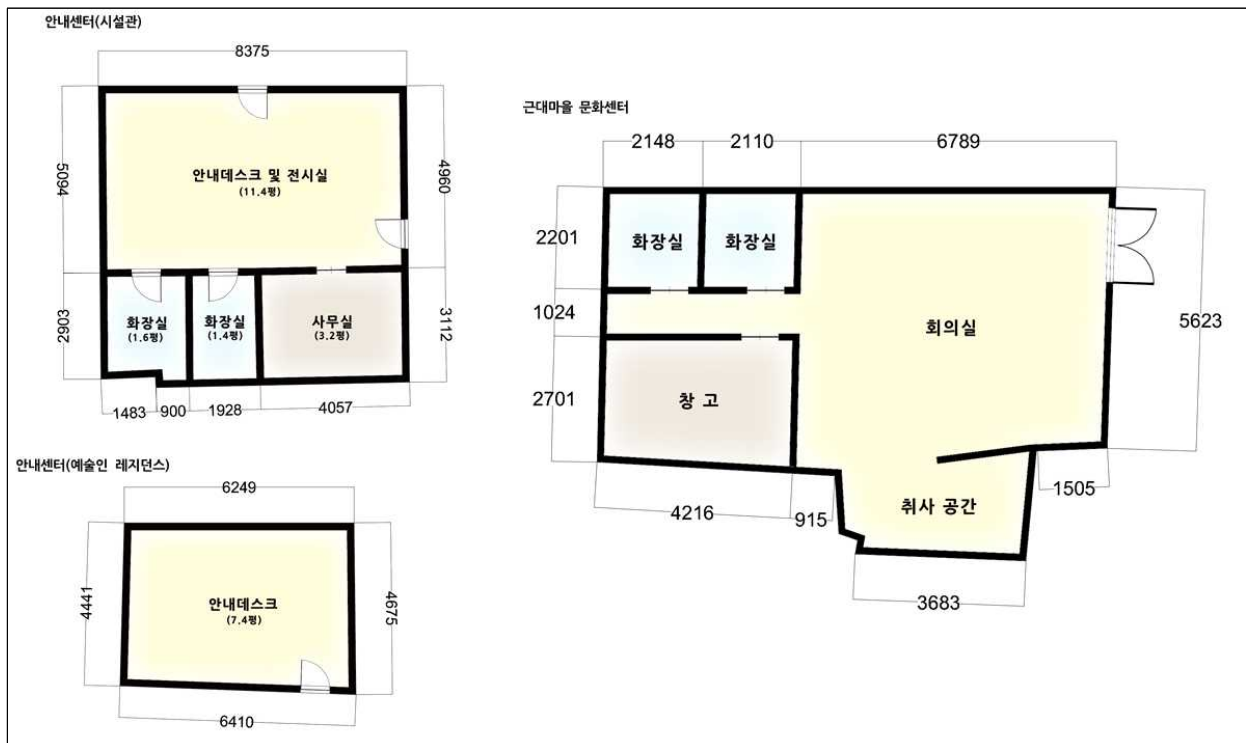 안내센터(시설관)
8375
5094
4960
안내데스크 및 전시실
(11.4평)
2903
3112
화장실
(1.6평)
화장실
(1.4평)
사무실
(3.2평)
1483
900
1928
4057
안내센터(예술인 레지던스)
6249
4441
4675
안내데스크
(7.4평)
6410
근대마을 문화센터
2148
2110
6789
2201
화장실
화장실
1024
회의실
5623
2701
창 고
4216
915
취사 공간
1505
3683